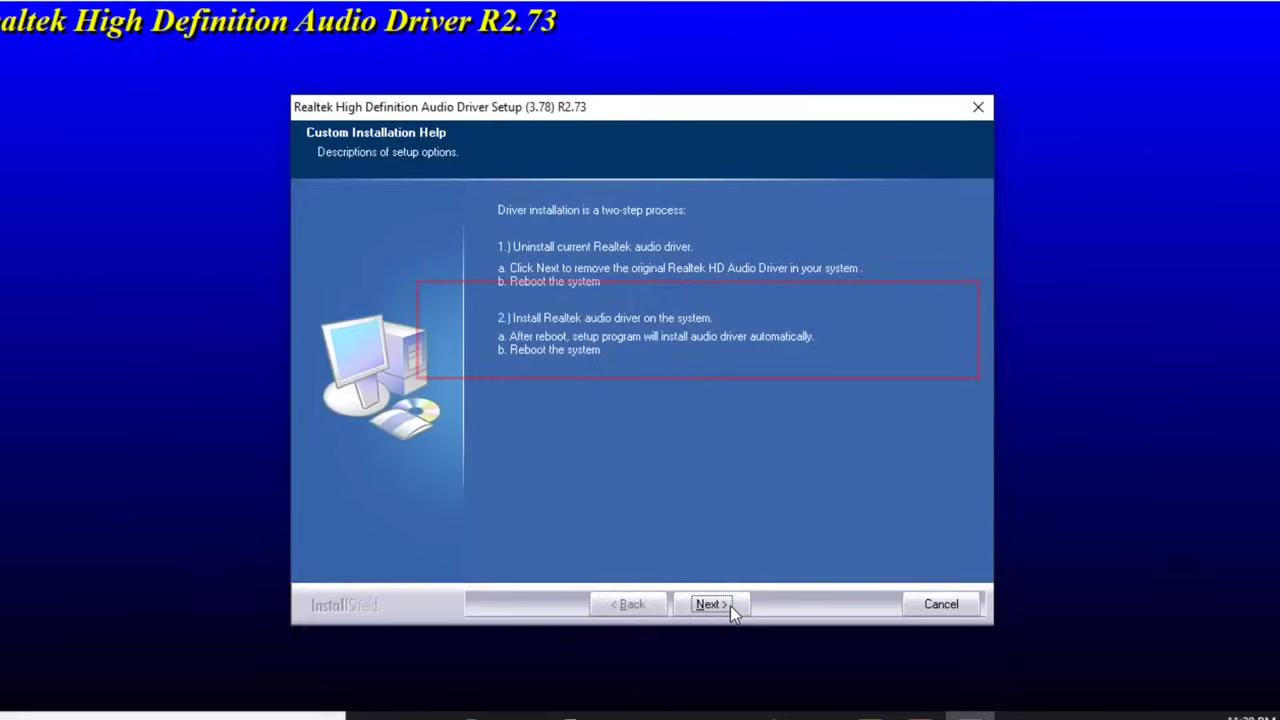 altek High Definition Audio Driver R2.73
Realtek High Definition Audio Driver Setup (3.78) R2.73
Custom Installation Help
Descriptions of setup options.
Driver installation is a two-step process:
1.) Uninstall current Realtek audio driver.
a. Click Next to remove the original Realtek HD Audio Driver in your system .
b. Reboot the system
2.) Install Realtek audio driver on the system.
a. After reboot, setup program will install audio driver automatically.
b. Reboot the system
InstallShield
< Back
Next >
Cancel